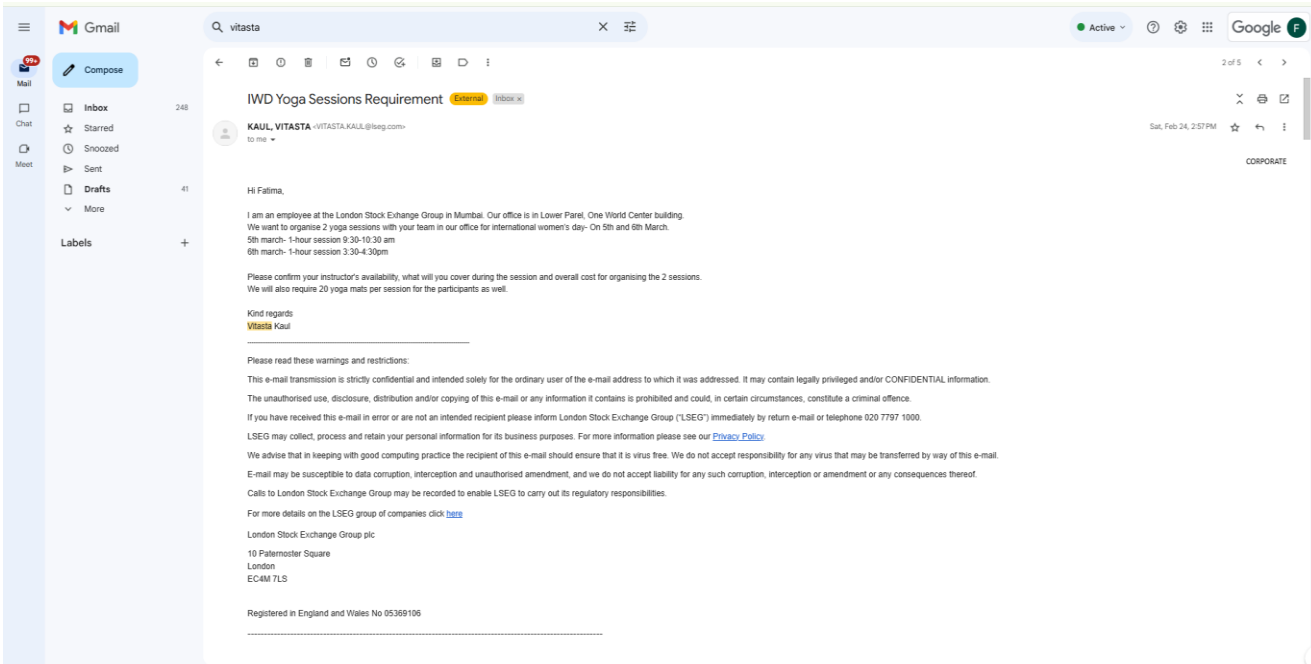 Gmail
vitasta
Active
Google
F
99+
Mail
Chat
Meet
Compose
Inbox 248
Starred
Snoozed
Sent
Drafts 41
More
Labels
2 of 5
IWD Yoga Sessions Requirement External Inbox x
KAUL, VITASTA <VITASTA.KAUL@lseg.com>
to me
Sat, Feb 24, 2:57 PM
CORPORATE
Hi Fatima,
I am an employee at the London Stock Exhange Group in Mumbai. Our office is in Lower Parel, One World Center building.
We want to organise 2 yoga sessions with your team in our office for international women's day- On 5th and 6th March.
5th march- 1-hour session 9:30-10:30 am
6th march- 1-hour session 3:30-4:30pm
Please confirm your instructor's availability, what will you cover during the session and overall cost for organising the 2 sessions.
We will also require 20 yoga mats per session for the participants as well.
Kind regards
Vitasta Kaul
Please read these warnings and restrictions:
This e-mail transmission is strictly confidential and intended solely for the ordinary user of the e-mail address to which it was addressed. It may contain legally privileged and/or CONFIDENTIAL information.
The unauthorised use, disclosure, distribution and/or copying of this e-mail or any information it contains is prohibited and could, in certain circumstances, constitute a criminal offence.
If you have received this e-mail in error or are not an intended recipient please inform London Stock Exchange Group ("LSEG") immediately by return e-mail or telephone 020 7797 1000.
LSEG may collect, process and retain your personal information for its business purposes. For more information please see our Privacy Policy.
We advise that in keeping with good computing practice the recipient of this e-mail should ensure that it is virus free. We do not accept responsibility for any virus that may be transferred by way of this e-mail.
E-mail may be susceptible to data corruption, interception and unauthorised amendment, and we do not accept liability for any such corruption, interception or amendment or any consequences thereof.
Calls to London Stock Exchange Group may be recorded to enable LSEG to carry out its regulatory responsibilities.
For more details on the LSEG group of companies click here
London Stock Exchange Group plc
10 Paternoster Square
London
EC4M 7LS
Registered in England and Wales No 05369106